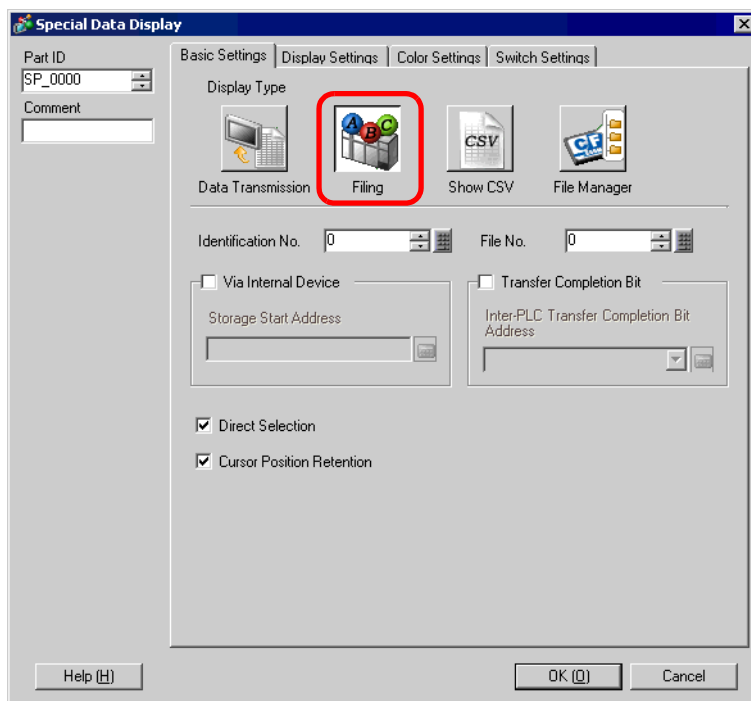 Special Data Display
Part ID
SP_0000
Comment
Basic Settings
Display Settings
Color Settings
Switch Settings
Display Type
A
B
C
CSV
CF
Data Transmission
Filing
Show CSV
File Manager
Identification No.
0
File No.
0
Via Internal Device
Storage Start Address
Transfer Completion Bit
Inter-PLC Transfer Completion Bit
Address
Direct Selection
Cursor Position Retention
Help (H)
OK (O)
Cancel